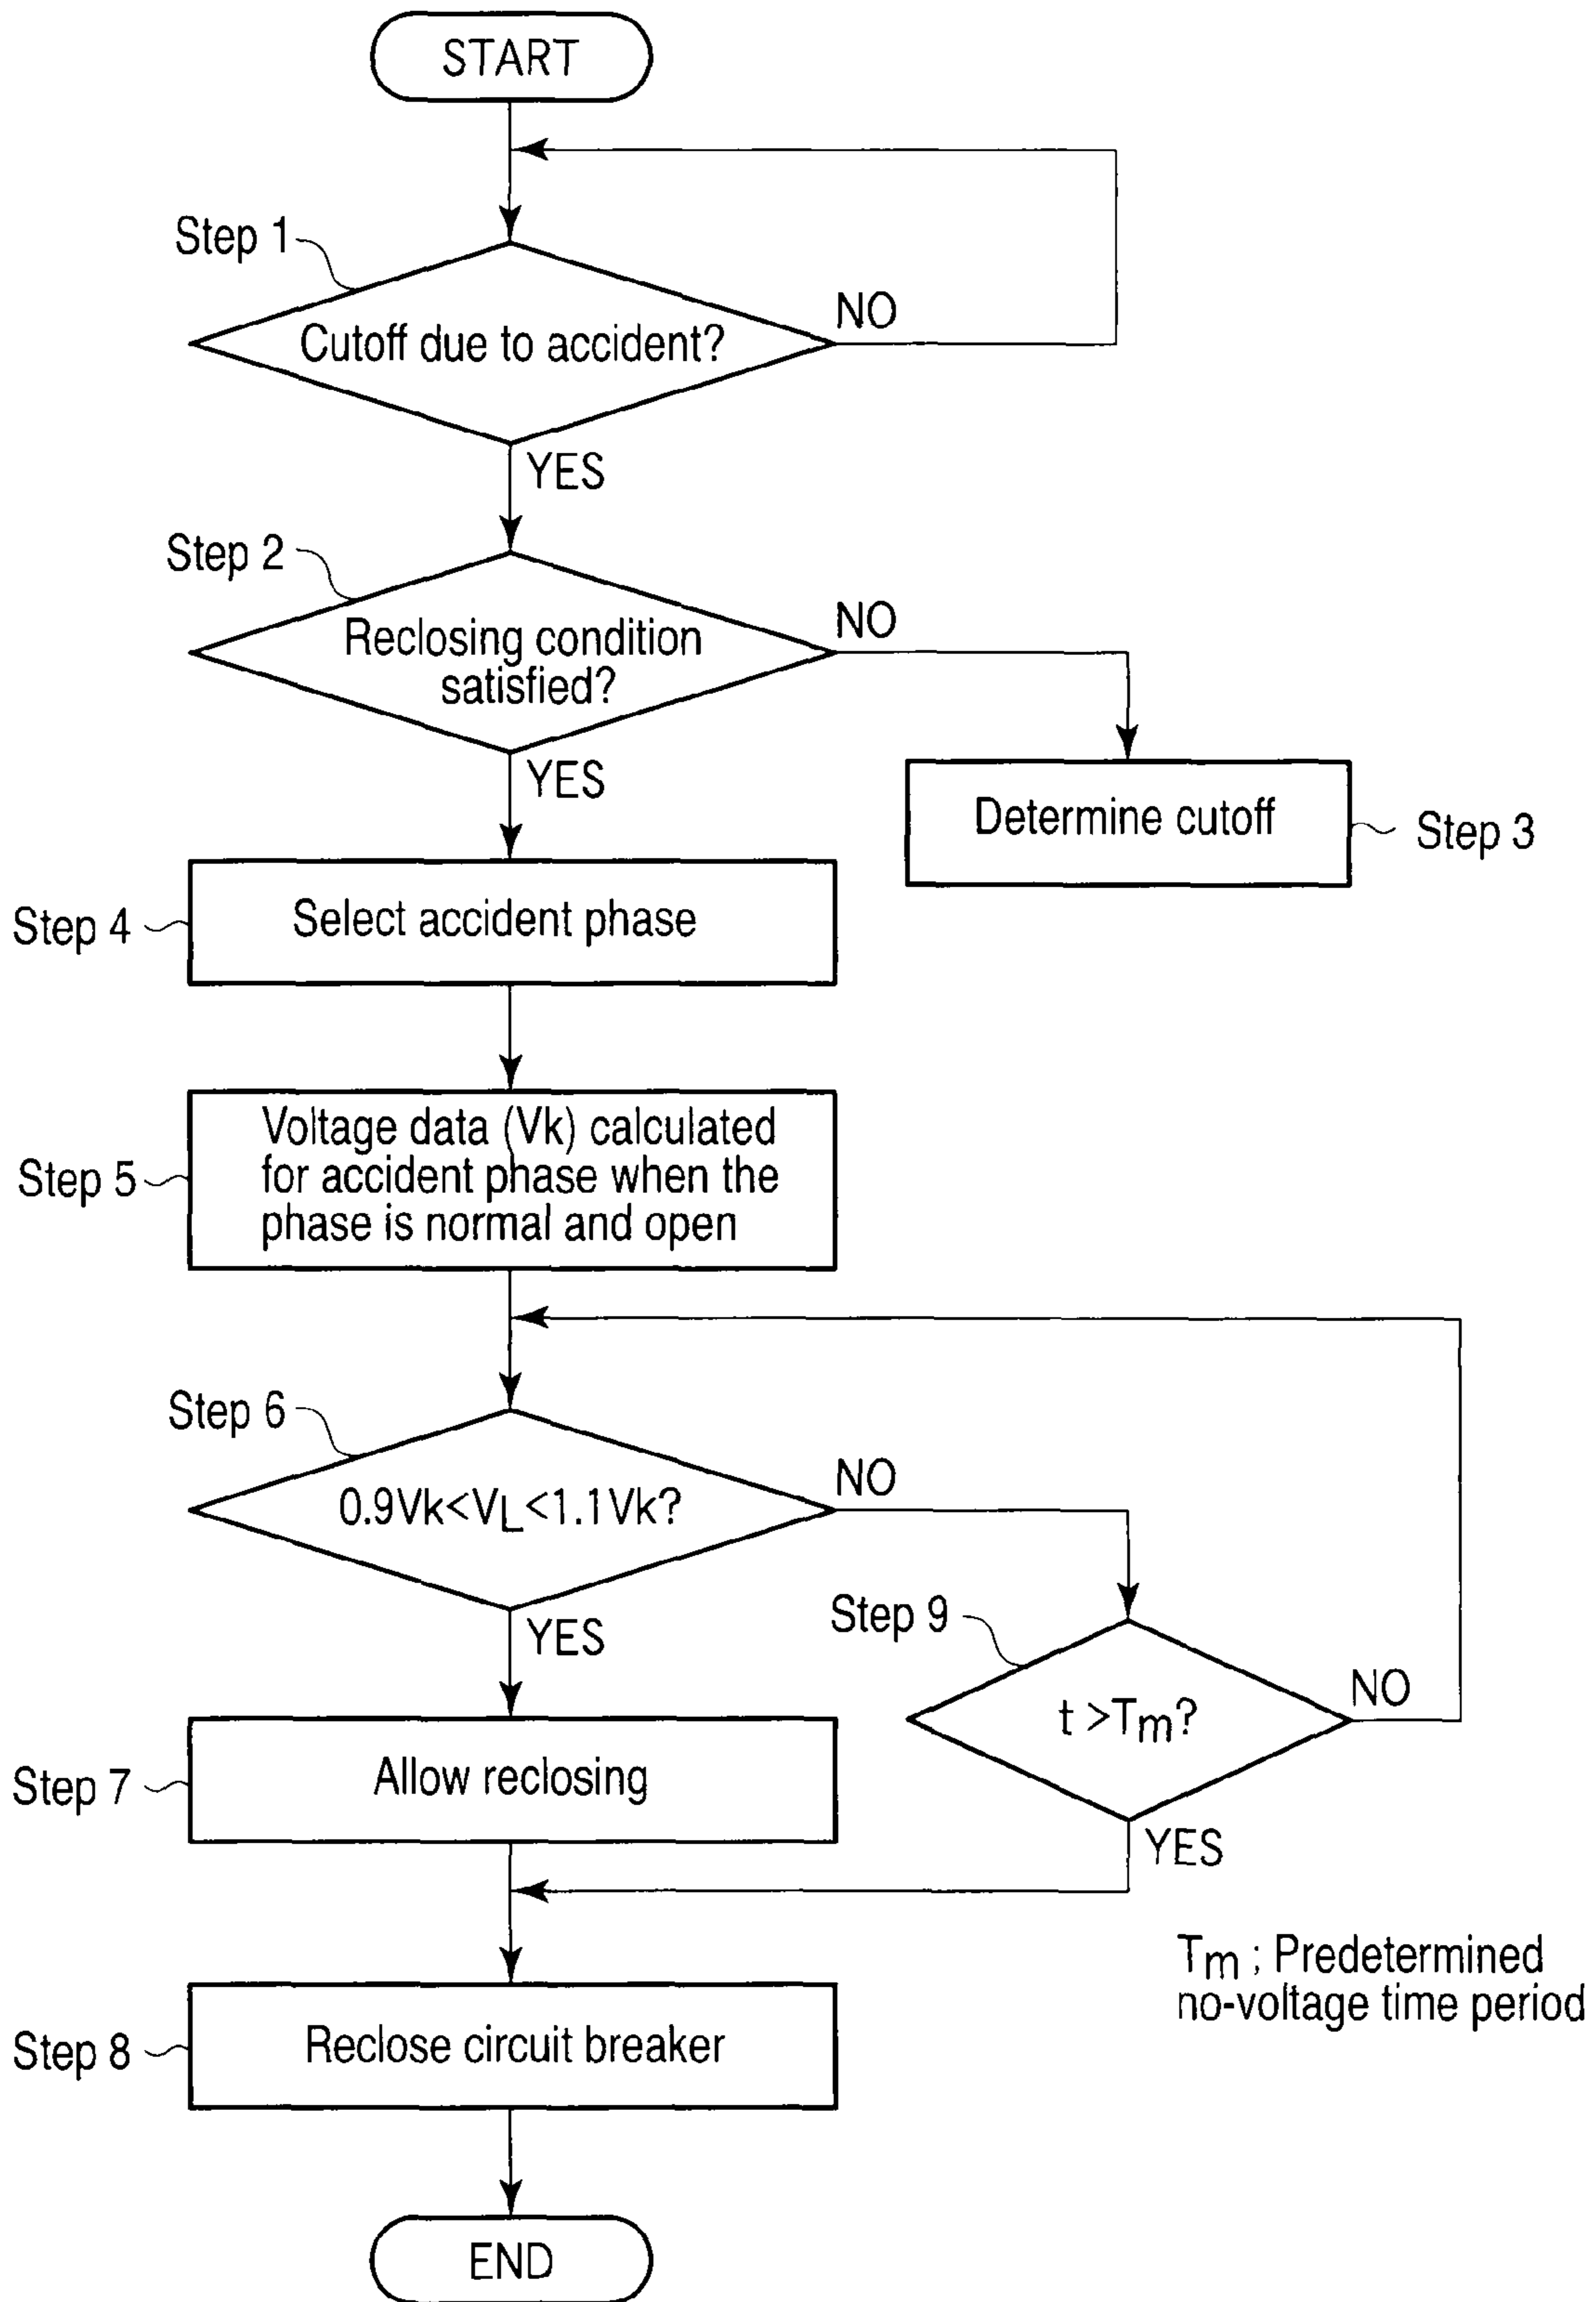 START
Step 1
Cutoff due to accident?
NO
YES
Step 2
Reclosing condition
satisfied?
NO
YES
Determine cutoff
Step 3
Step 4
Select accident phase
Step 5
Voltage data (Vk) calculated
for accident phase when the
phase is normal and open
Step 6
0.9Vk<VL<1.1Vk?
NO
YES
Step 9
t >Tm?
NO
YES
Step 7
Allow reclosing
Tm ; Predetermined
no-voltage time period
Step 8
Reclose circuit breaker
END